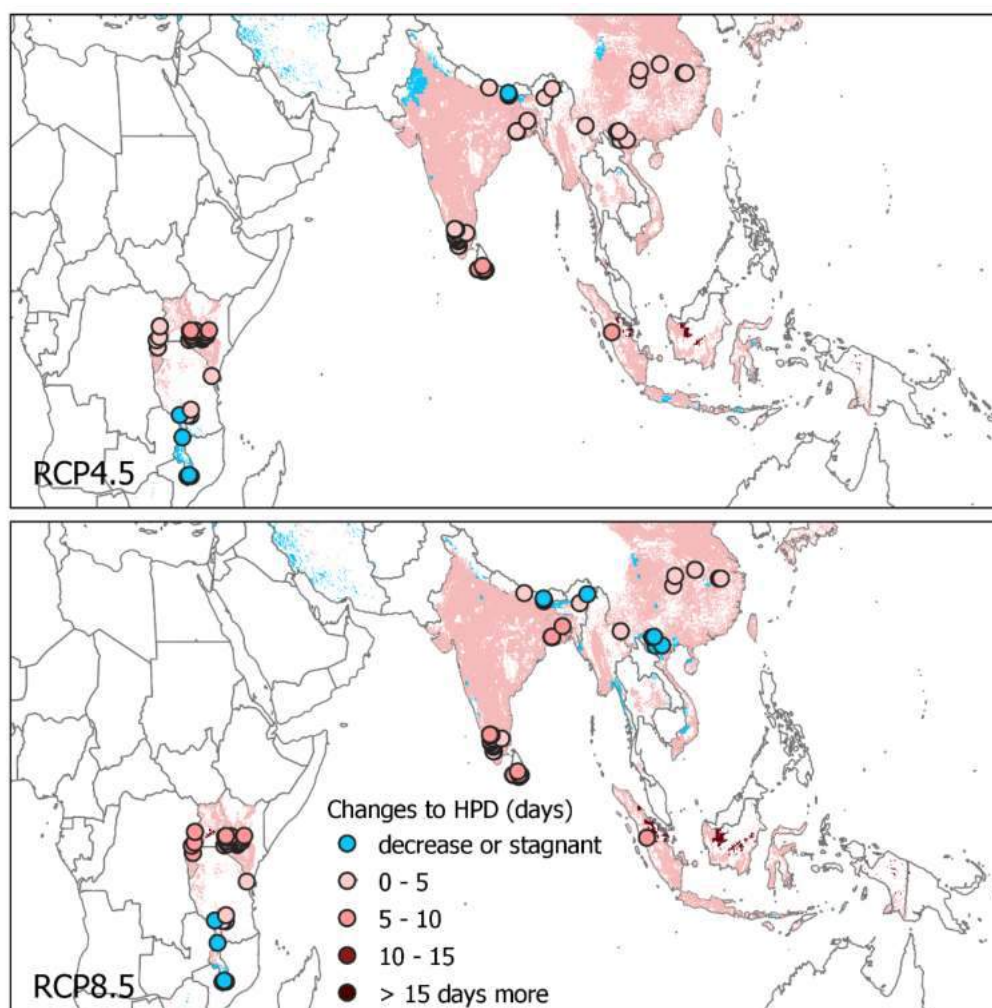 RCP4.5
Changes to HPD (days)
decrease or stagnant
0 - 5
5 - 10
10 - 15
> 15 days more
RCP8.5